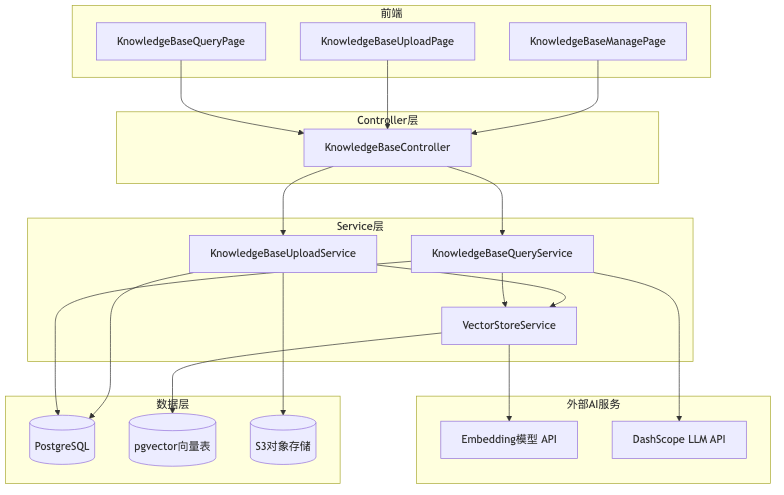 前端
KnowledgeBaseQueryPage
KnowledgeBaseUploadPage
KnowledgeBaseManagePage
Controller层
KnowledgeBaseController
Service层
KnowledgeBaseUploadService
KnowledgeBaseQueryService
VectorStoreService
数据层
PostgreSQL
pgvector向量表
S3对象存储
外部AI服务
Embedding模型 API
DashScope LLM API